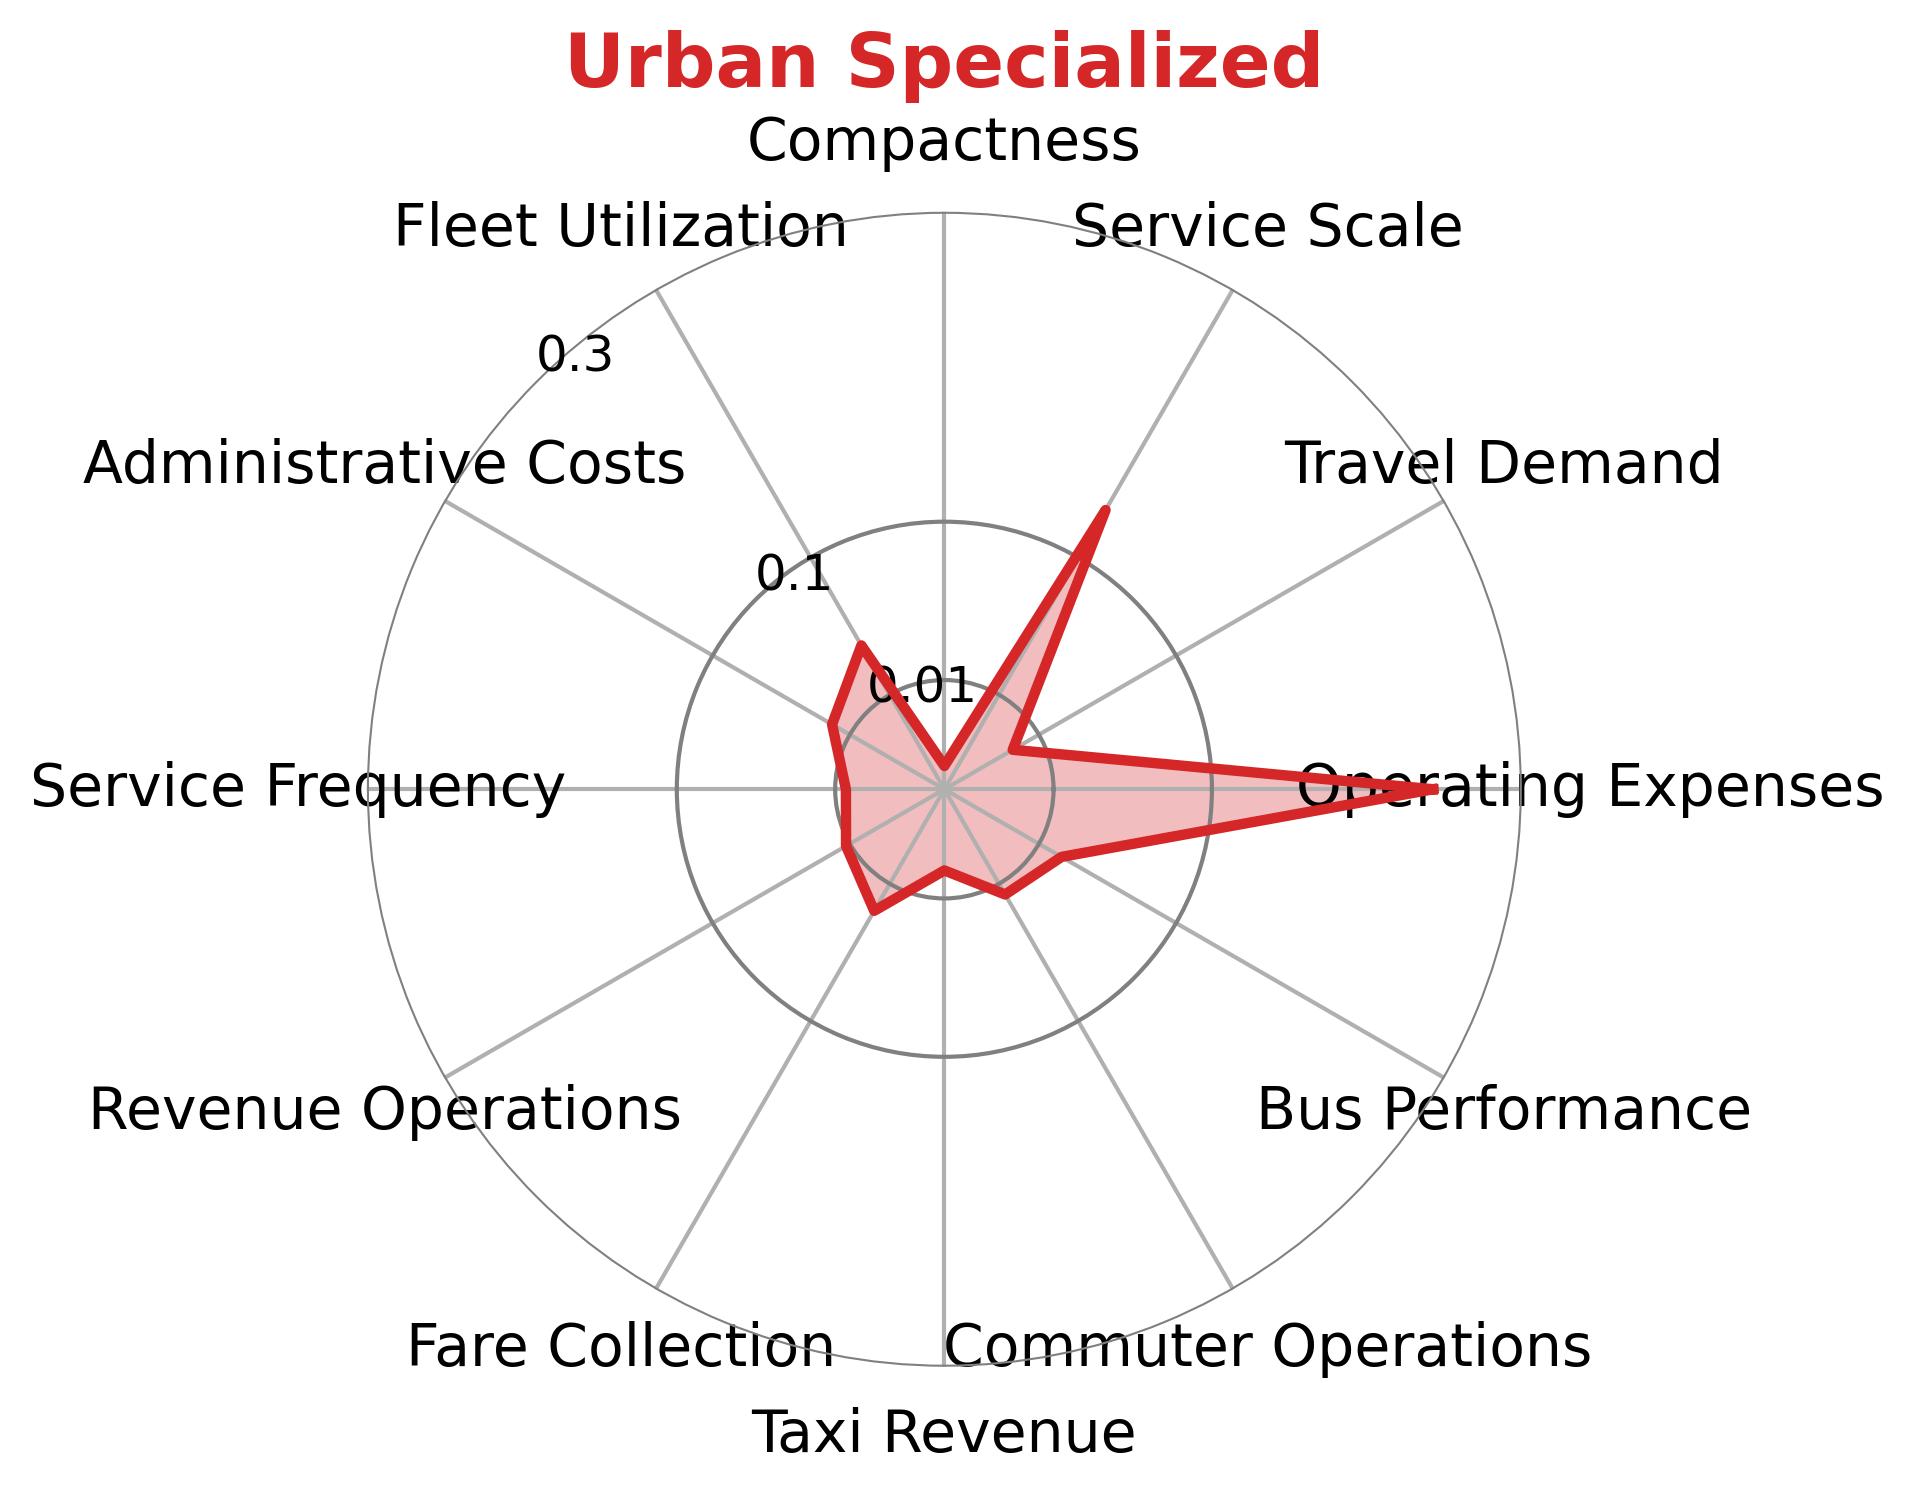 Urban Specialized
Compactness
Fleet Utilization
Service Scale
0.3
Administrative Costs
Travel Demand
0.1
0.01
Service Frequency
Operating Expenses
Revenue Operations
Bus Performance
Fare Collection
Commuter Operations
Taxi Revenue